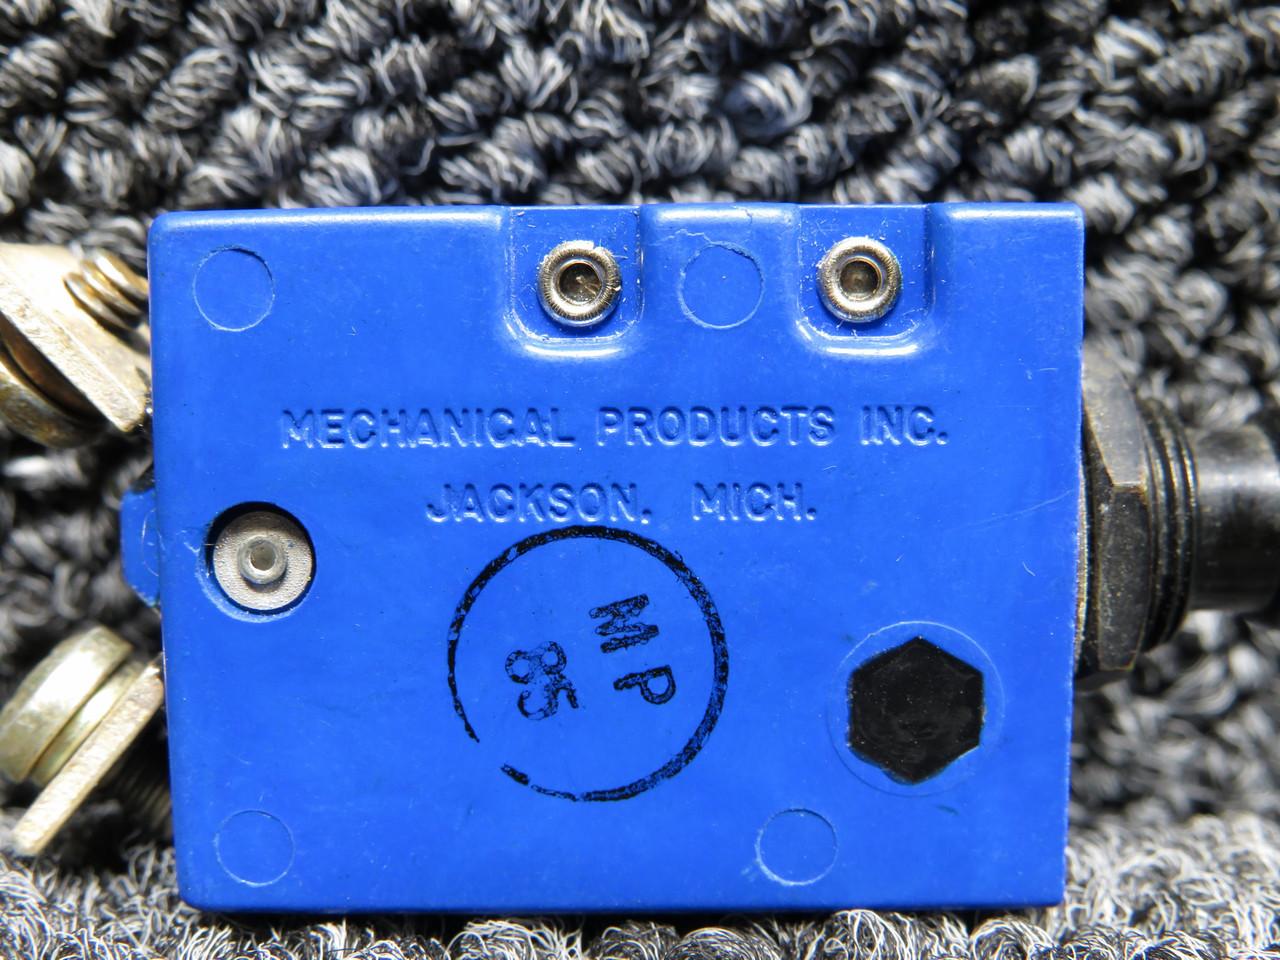 MECHANICAL PRODUCTS INC.
JACKSON, MICH.
MP
85